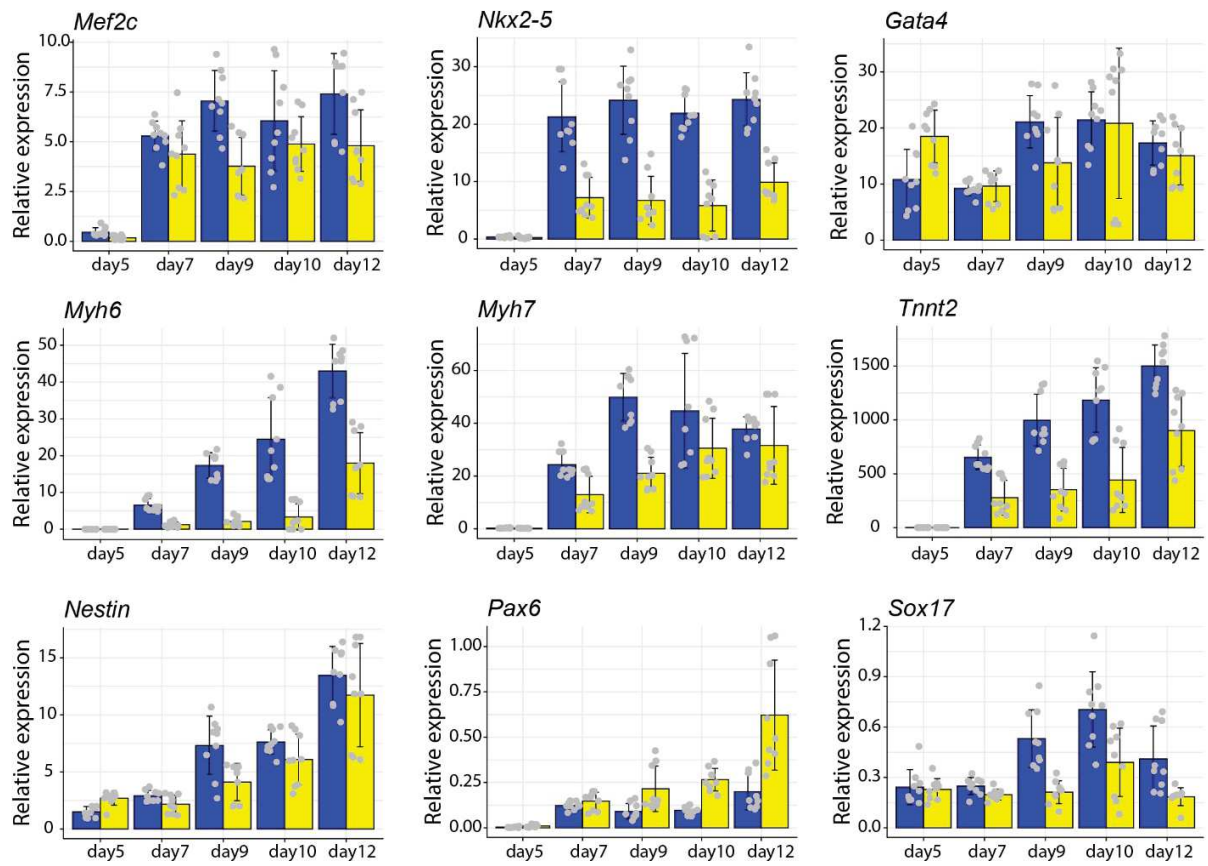 Mef2c
Relative expression
10.0
7.5
5.0
2.5
0.0
day5 day7 day9 day10 day12
Nkx2-5
Relative expression
30
20
10
0
day5 day7 day9 day10 day12
Gata4
Relative expression
30
20
10
10
day5 day7 day9 day10 day12
Myh6
Relative expression
50
40
30
20
10
0
day5 day7 day9 day10 day12
Myh7
Relative expression
60
40
20
0
day5 day7 day9 day10 day12
Tnnt2
Relative expression
1500
1000
500
0
day5 day7 day9 day10 day12
Nestin
Relative expression
15
10
5
0
day5 day7 day9 day10 day12
Pax6
Relative expression
1.00
0.75
0.50
0.25
0.00
day5 day7 day9 day10 day12
Sox17
Relative expression
1.2
0.9
0.6
0.3
0.0
day5 day7 day9 day10 day12